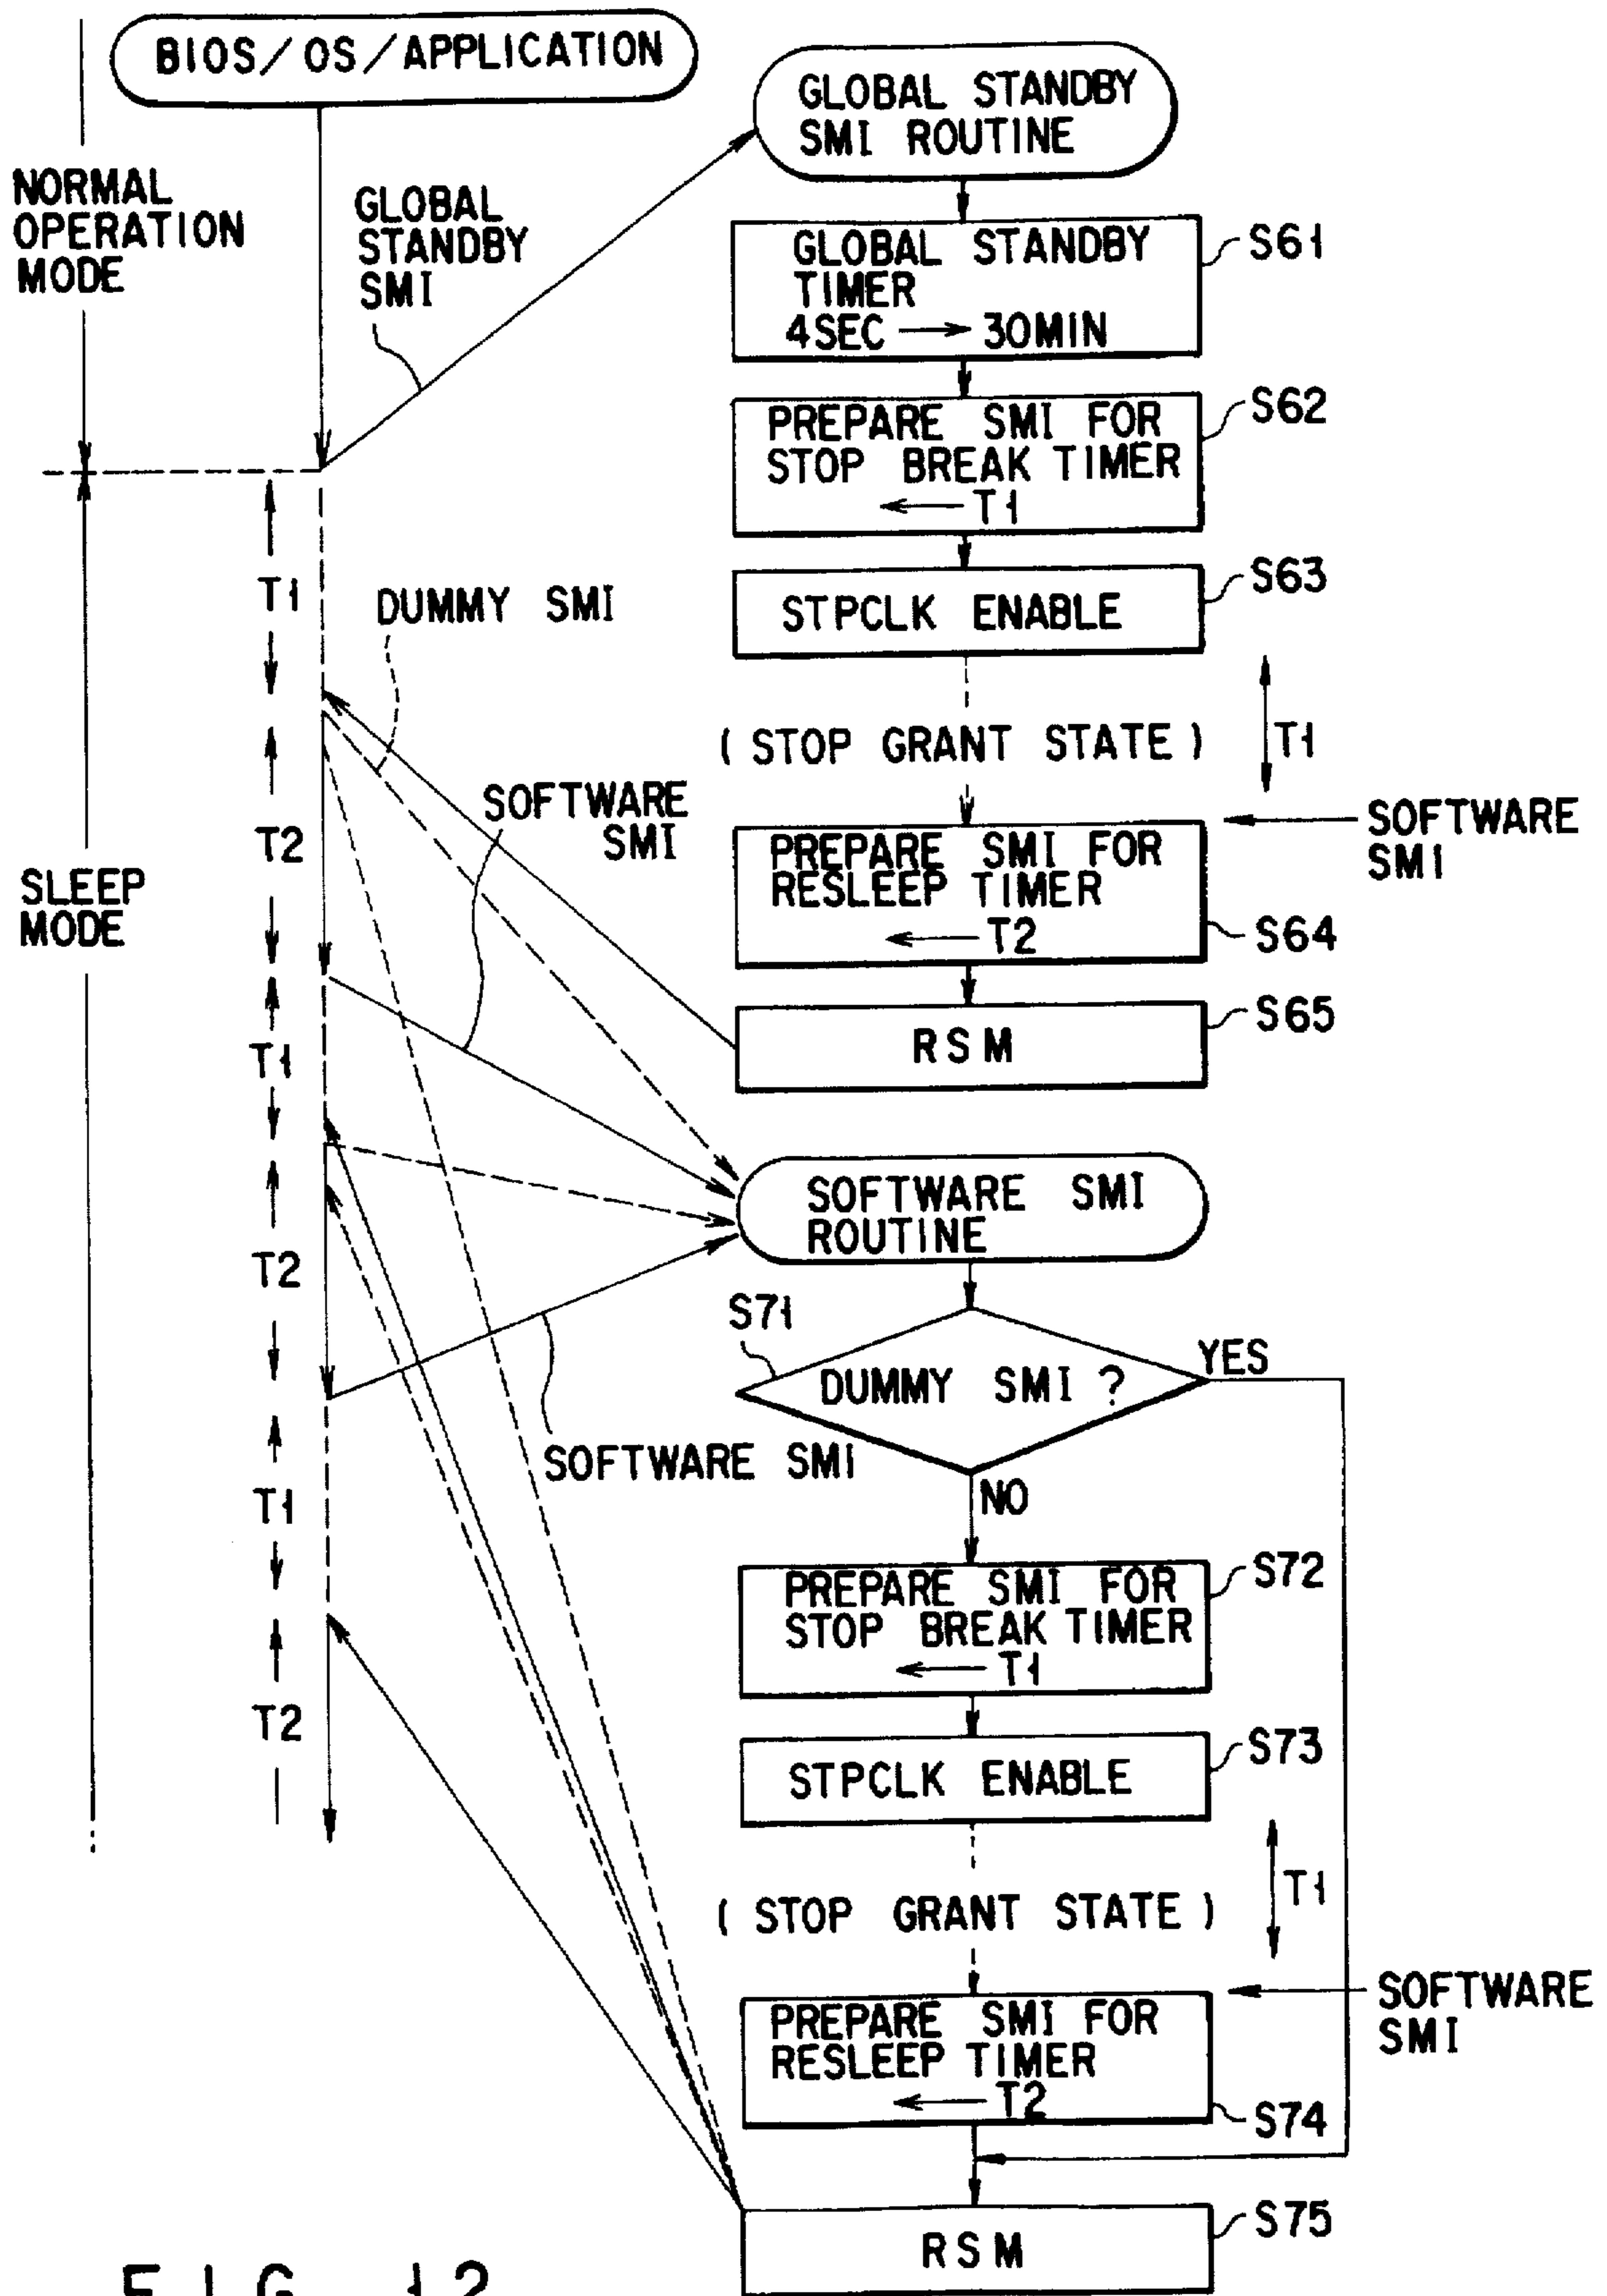 BIOS/OS/APPLICATION
GLOBAL STANDBY
SMI ROUTINE
NORMAL
OPERATION
MODE
GLOBAL
STANDBY
SMI
GLOBAL STANDBY
TIMER
4SEC → 30MIN
S61
PREPARE SMI FOR
STOP BREAK TIMER
← T1
S62
STPCLK ENABLE
S63
T1
DUMMY SMI
(STOP GRANT STATE)
T1
SOFTWARE
SMI
T2
SOFTWARE
SMI
PREPARE SMI FOR
RESLEEP TIMER
← T2
S64
SLEEP
MODE
RSM
S65
T1
SOFTWARE SMI
ROUTINE
T2
S71
DUMMY SMI ?
YES
SOFTWARE SMI
NO
T1
PREPARE SMI FOR
STOP BREAK TIMER
← T1
S72
T2
STPCLK ENABLE
S73
(STOP GRANT STATE)
T1
SOFTWARE
SMI
PREPARE SMI FOR
RESLEEP TIMER
← T2
S74
RSM
S75
FIG. 12